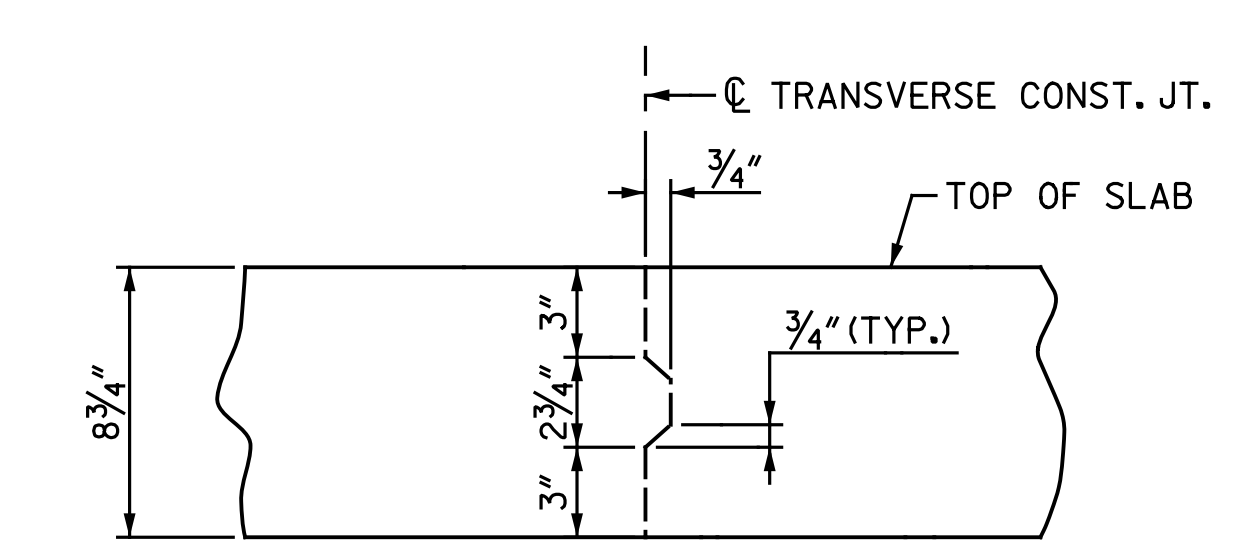 ℄ TRANSVERSE CONST. JT.
3/4"
TOP OF SLAB
3"
3/4" (TYP.)
8 3/4"
2 3/4"
3"